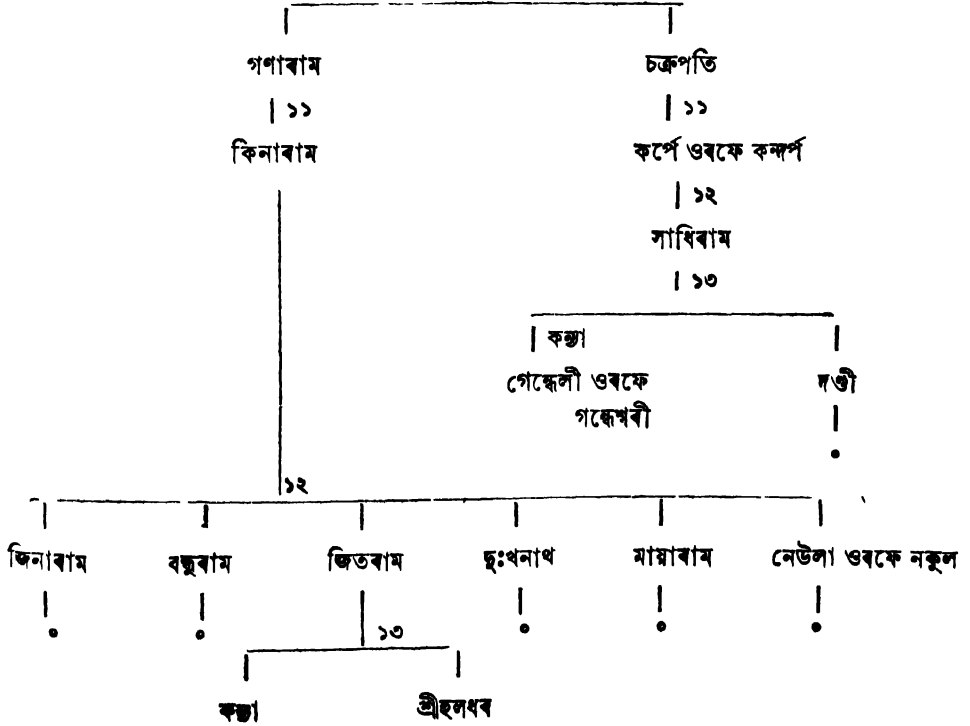 গণাৰাম চক্ৰপতি
১১ ১১
কিনাৰাম কৰ্পে ওৰফে কন্দৰ্প
১২
সাধিৰাম
১৩
কন্যা
গেন্ধেলী ওৰফে দণ্ডী
গন্ধেশ্বৰী
১২
জিনাৰাম বন্ধুৰাম জিতৰাম দুঃখনাথ মায়াৰাম নেউলা ওৰফে নকুল
১৩
কন্যা শ্ৰীহলধৰ